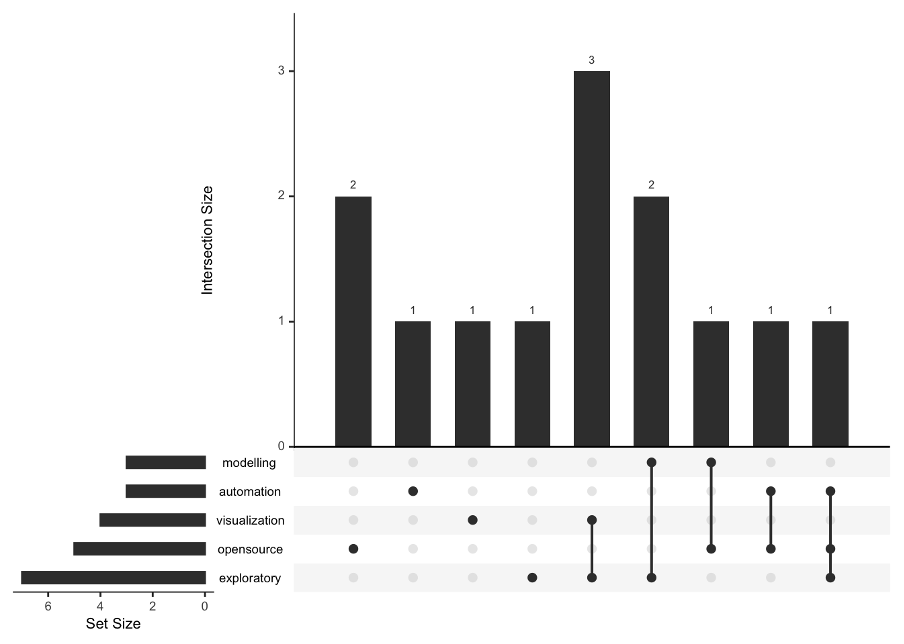 3
2
1
0
Intersection Size
2
1
1
1
3
2
1
1
1
modelling
automation
visualization
opensource
exploratory
6 4 2 0
Set Size